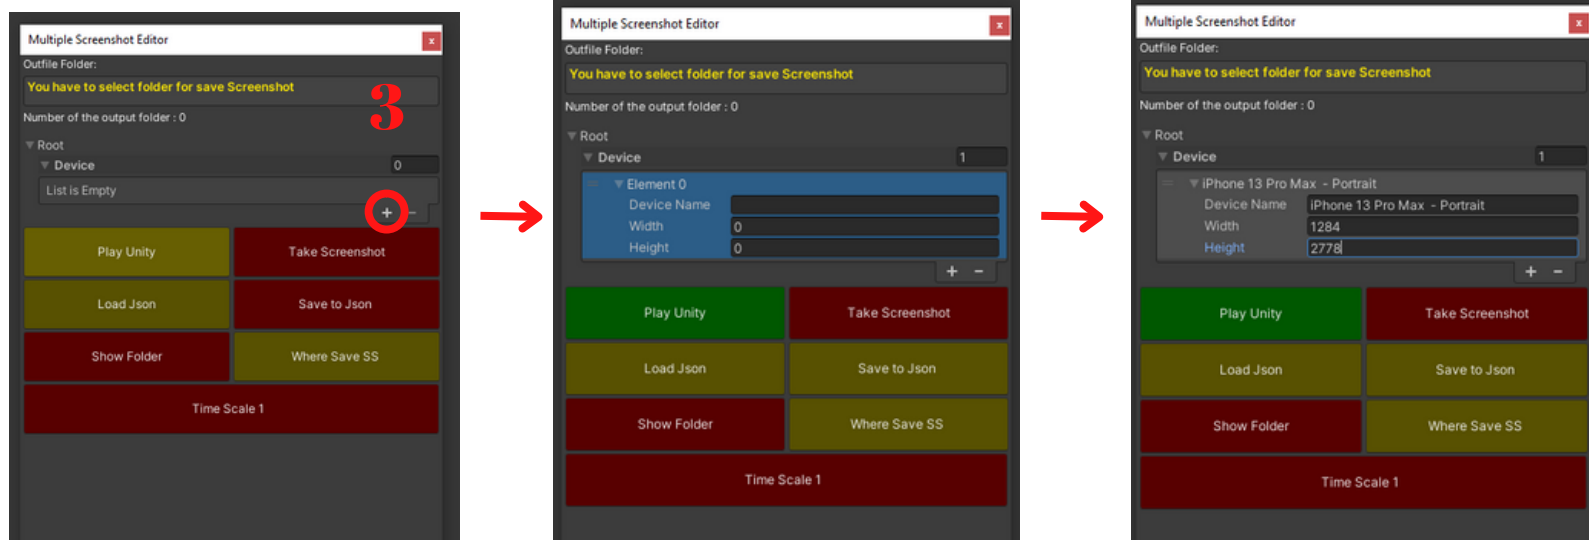 Multiple Screenshot Editor
x
Outfile Folder:
You have to select folder for save Screenshot
3
Number of the output folder : 0
Root
Device 0
List is Empty
+ -
Play Unity Take Screenshot
Load Json Save to Json
Show Folder Where Save SS
Time Scale 1
Multiple Screenshot Editor
x
Outfile Folder:
You have to select folder for save Screenshot
Number of the output folder : 0
Root
Device 1
Element 0
Device Name
Width 0
Height 0
+ -
Play Unity Take Screenshot
Load Json Save to Json
Show Folder Where Save SS
Time Scale 1
Multiple Screenshot Editor
x
Outfile Folder:
You have to select folder for save Screenshot
Number of the output folder : 0
Root
Device 1
iPhone 13 Pro Max - Portrait
Device Name iPhone 13 Pro Max - Portrait
Width 1284
Height 2778
+ -
Play Unity Take Screenshot
Load Json Save to Json
Show Folder Where Save SS
Time Scale 1